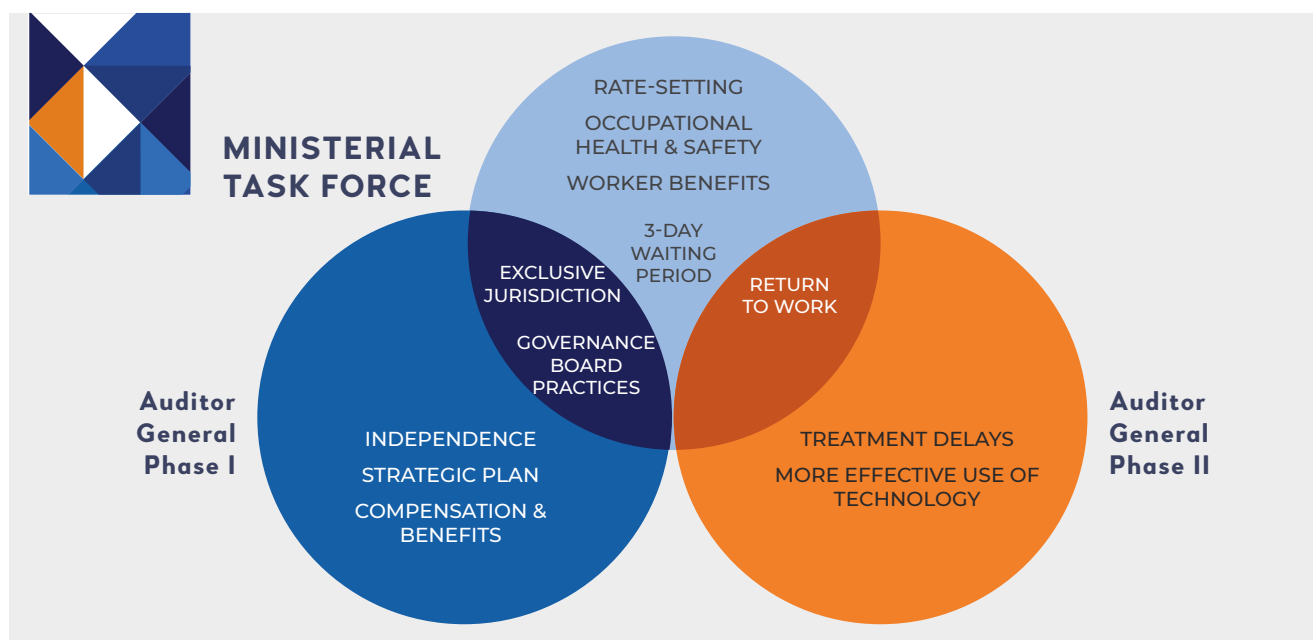 MINISTERIAL
TASK FORCE
RATE-SETTING
OCCUPATIONAL
HEALTH & SAFETY
WORKER BENEFITS
3-DAY
WAITING
PERIOD
EXCLUSIVE
JURISDICTION
GOVERNANCE
BOARD
PRACTICES
RETURN
TO WORK
Auditor
General
Phase I
INDEPENDENCE
STRATEGIC PLAN
COMPENSATION &
BENEFITS
TREATMENT DELAYS
MORE EFFECTIVE USE OF
TECHNOLOGY
Auditor
General
Phase II